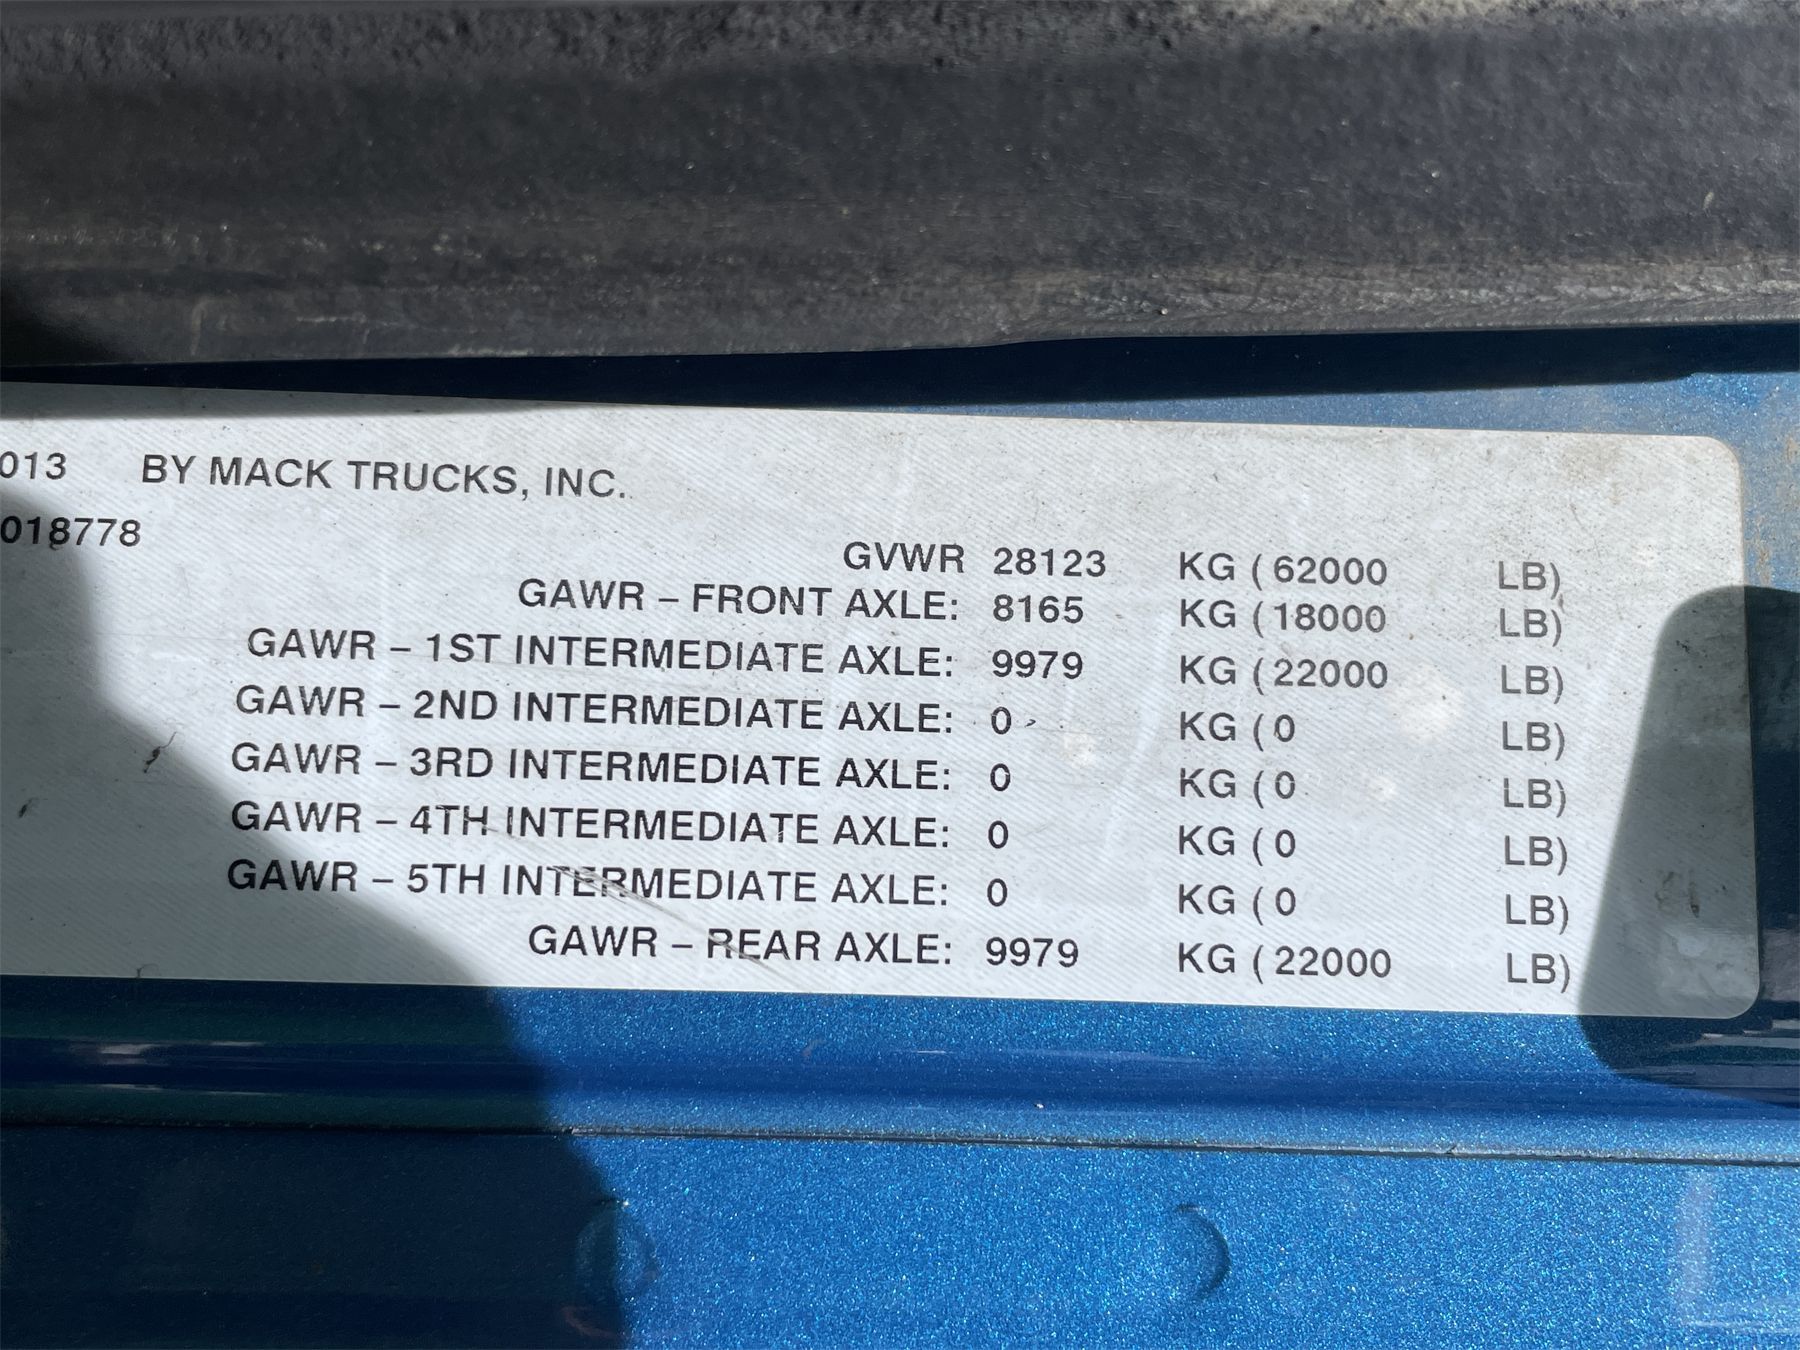 013 BY MACK TRUCKS, INC.
018778
GVWR 28123 KG (62000 LB)
GAWR – FRONT AXLE: 8165 KG (18000 LB)
GAWR – 1ST INTERMEDIATE AXLE: 9979 KG (22000 LB)
GAWR – 2ND INTERMEDIATE AXLE: 0 KG (0 LB)
GAWR – 3RD INTERMEDIATE AXLE: 0 KG (0 LB)
GAWR – 4TH INTERMEDIATE AXLE: 0 KG (0 LB)
GAWR – 5TH INTERMEDIATE AXLE: 0 KG (0 LB)
GAWR – REAR AXLE: 9979 KG (22000 LB)